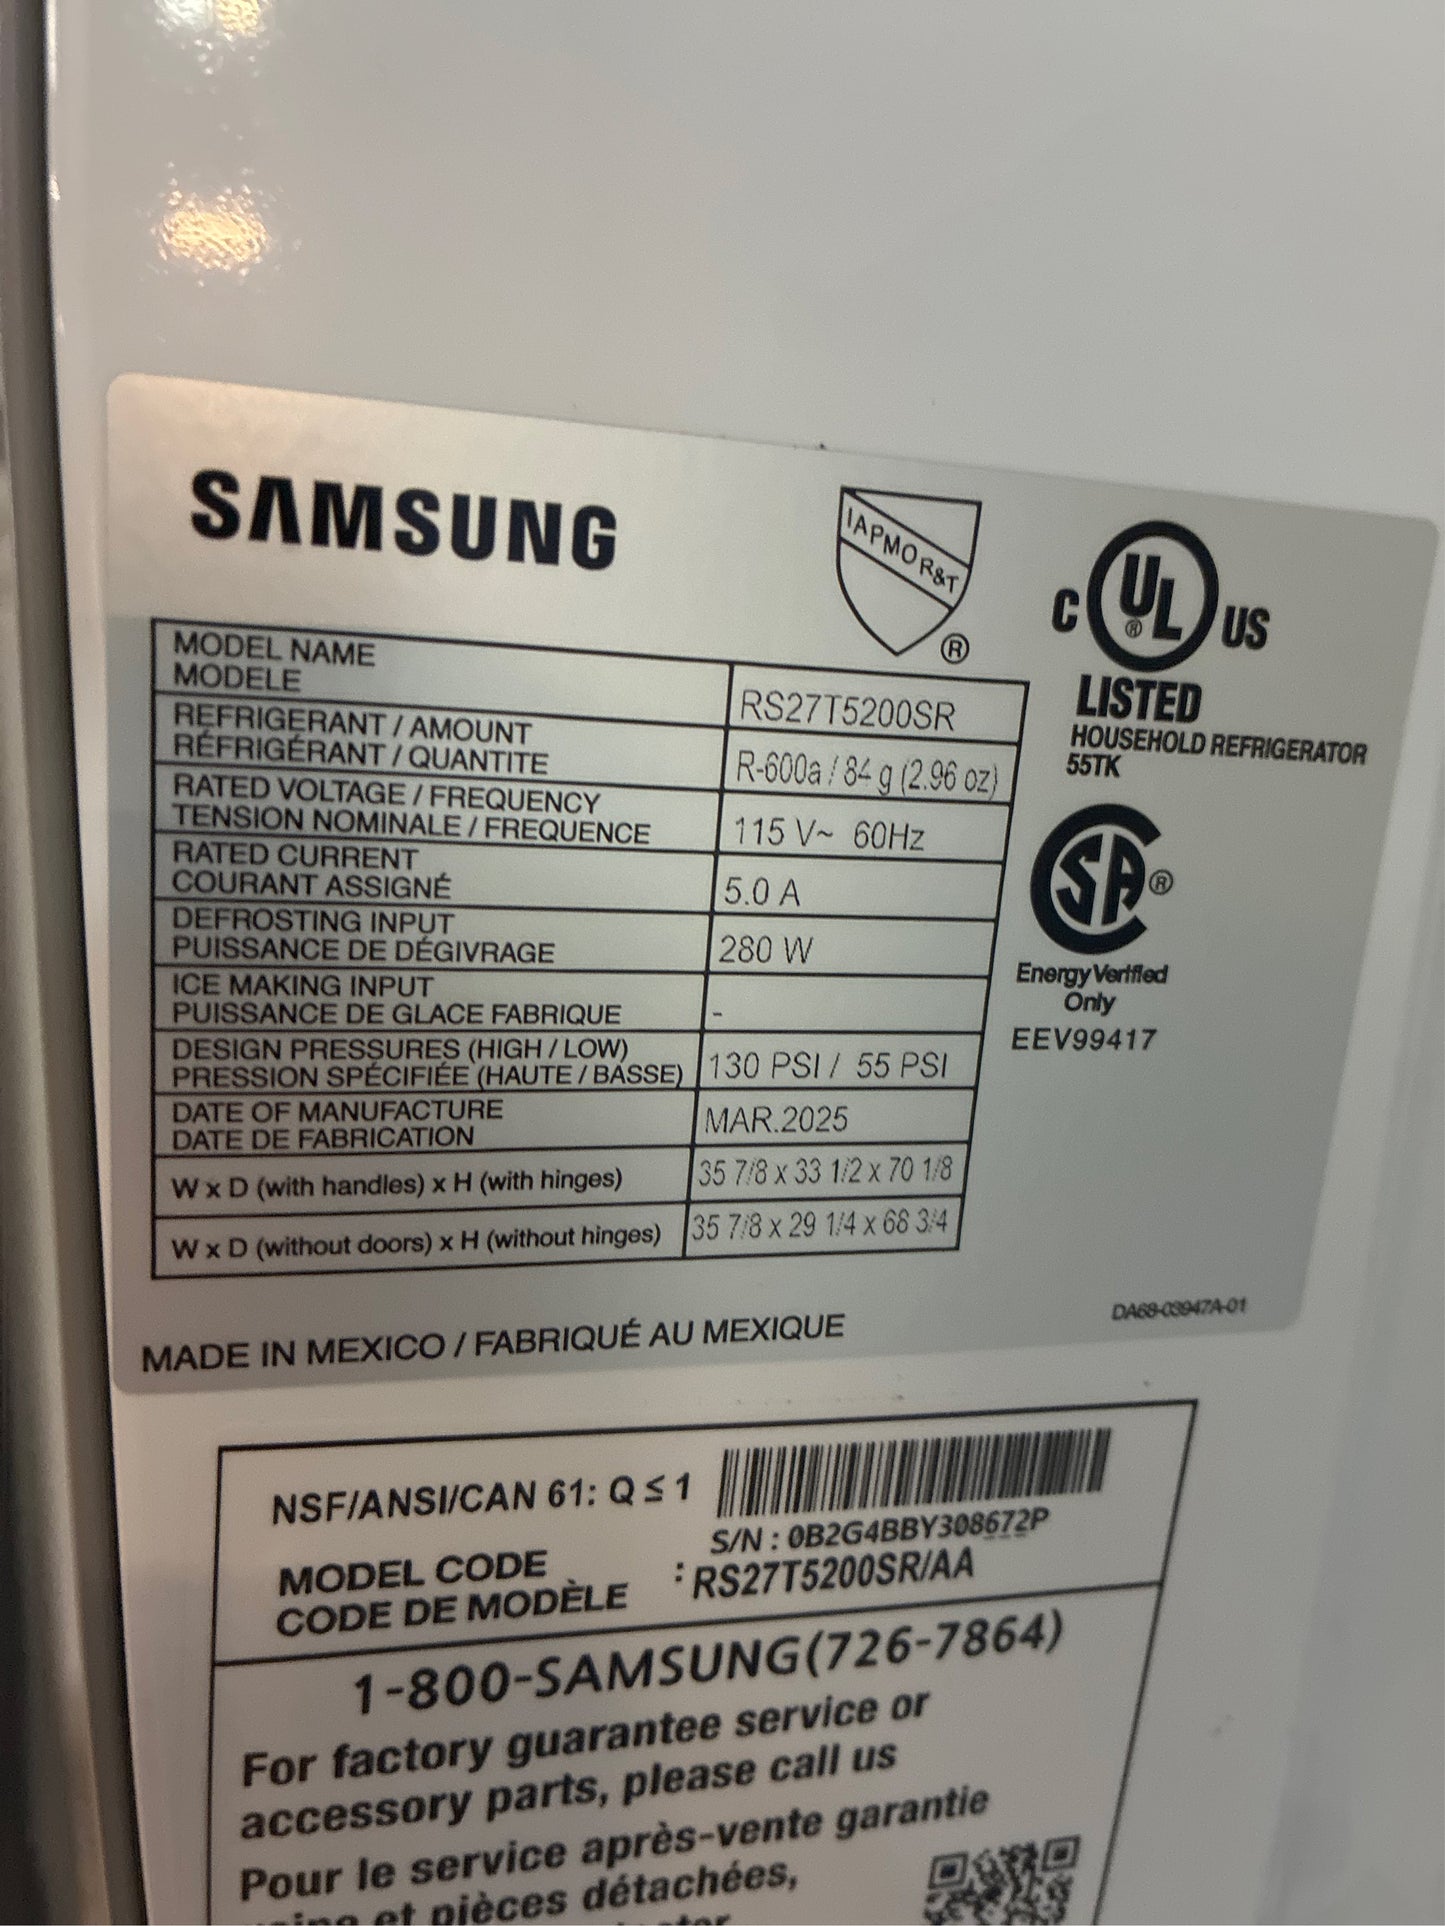 SAMSUNG
IAPMO R&T
®
C UL ® US
LISTED
HOUSEHOLD REFRIGERATOR
55TK
SA ®
Energy Verified
Only
EEV99417
MODEL NAME
MODELE
RS27T5200SR
REFRIGERANT / AMOUNT
RÉFRIGÉRANT / QUANTITE
R-600a / 84 g (2.96 oz)
RATED VOLTAGE / FREQUENCY
TENSION NOMINALE / FREQUENCE
115 V~ 60Hz
RATED CURRENT
COURANT ASSIGNÉ
5.0 A
DEFROSTING INPUT
PUISSANCE DE DÉGIVRAGE
280 W
ICE MAKING INPUT
PUISSANCE DE GLACE FABRIQUE
-
DESIGN PRESSURES (HIGH / LOW)
PRESSION SPÉCIFIÉE (HAUTE / BASSE)
130 PSI / 55 PSI
DATE OF MANUFACTURE
DATE DE FABRICATION
MAR.2025
W x D (with handles) x H (with hinges)
35 7/8 x 33 1/2 x 70 1/8
W x D (without doors) x H (without hinges)
35 7/8 x 29 1/4 x 68 3/4
DA68-03947A-01
MADE IN MEXICO / FABRIQUÉ AU MEXIQUE
NSF/ANSI/CAN 61: Q ≤ 1
S/N : 0B2G4BBY308672P
MODEL CODE
CODE DE MODÈLE
: RS27T5200SR/AA
1-800-SAMSUNG(726-7864)
For factory guarantee service or
accessory parts, please call us
Pour le service après-vente garantie
et pièces détachées,